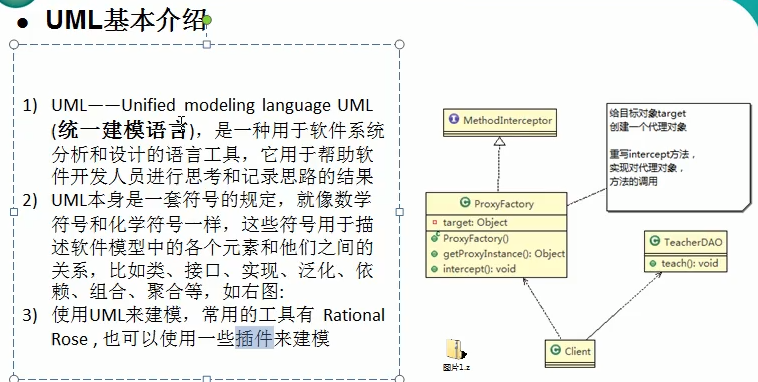 UML基本介绍
1) UML——Unified modeling language UML
(统一建模语言)，是一种用于软件系统
分析和设计的语言工具，它用于帮助软
件开发人员进行思考和记录思路的结果
2) UML本身是一套符号的规定，就像数学
符号和化学符号一样，这些符号用于描
述软件模型中的各个元素和他们之间的
关系，比如类、接口、实现、泛化、依
赖、组合、聚合等，如右图:
3) 使用UML来建模，常用的工具有 Rational
Rose , 也可以使用一些插件来建模
MethodInterceptor
给目标对象target
创建一个代理对象
重写intercept方法，
实现对代理对象，
方法的调用
ProxyFactory
target: Object
ProxyFactory()
getProxyInstance(): Object
intercept(): void
TeacherDAO
teach(): void
Client
图片1.z